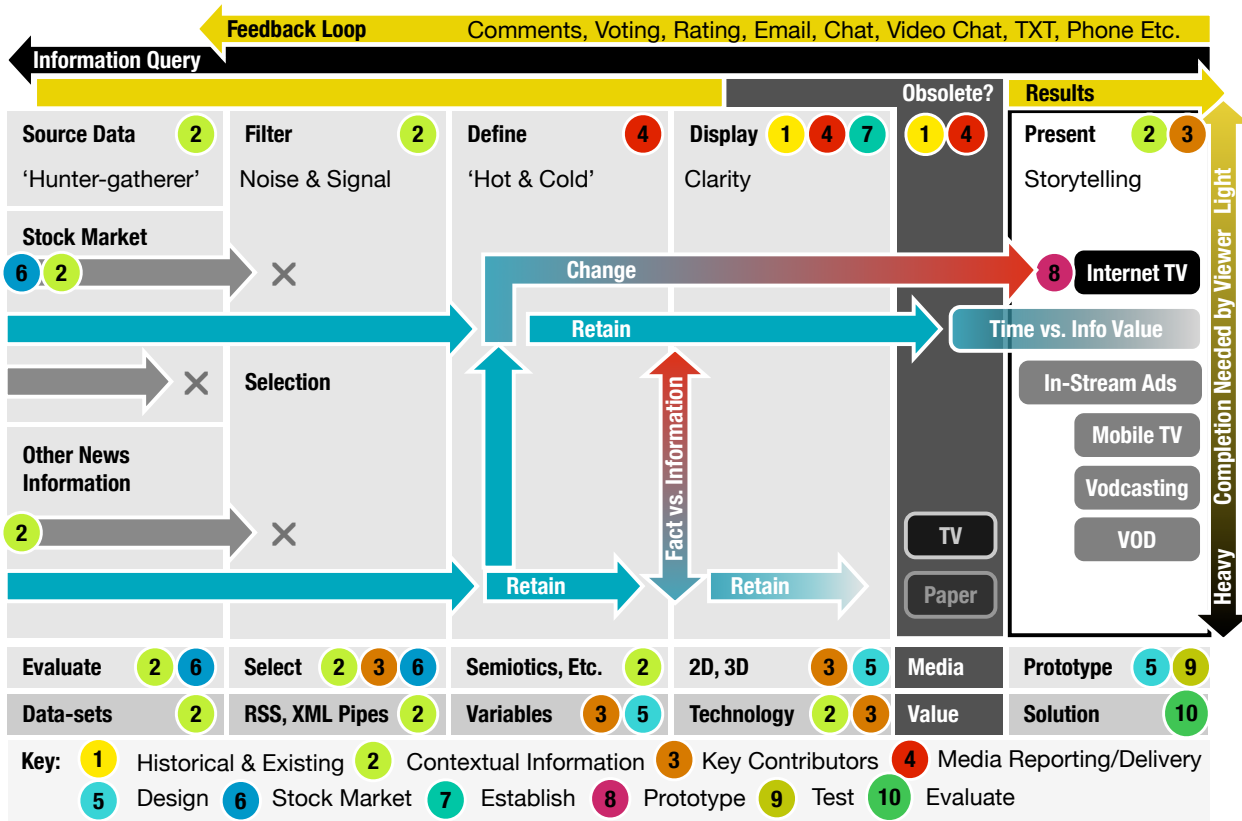 Feedback Loop Comments, Voting, Rating, Email, Chat, Video Chat, TXT, Phone Etc.
Information Query
Obsolete? Results
Source Data 2 Filter 2 Define 4 Display 1 4 7 1 4 Present 2 3
'Hunter-gatherer' Noise & Signal 'Hot & Cold' Clarity Storytelling
Stock Market
6 2 Change 8 Internet TV
Retain Time vs. Info Value
Selection In-Stream Ads
Mobile TV
Other News
Information
Vodcasting
2 TV VOD
Fact vs. Information
Retain Retain Paper
Light
Completion Needed by Viewer
Heavy
Evaluate 2 6 Select 2 3 6 Semiotics, Etc. 2 2D, 3D 3 5 Media Prototype 5 9
Data-sets 2 RSS, XML Pipes 2 Variables 3 5 Technology 2 3 Value Solution 10
Key: 1 Historical & Existing 2 Contextual Information 3 Key Contributors 4 Media Reporting/Delivery
5 Design 6 Stock Market 7 Establish 8 Prototype 9 Test 10 Evaluate